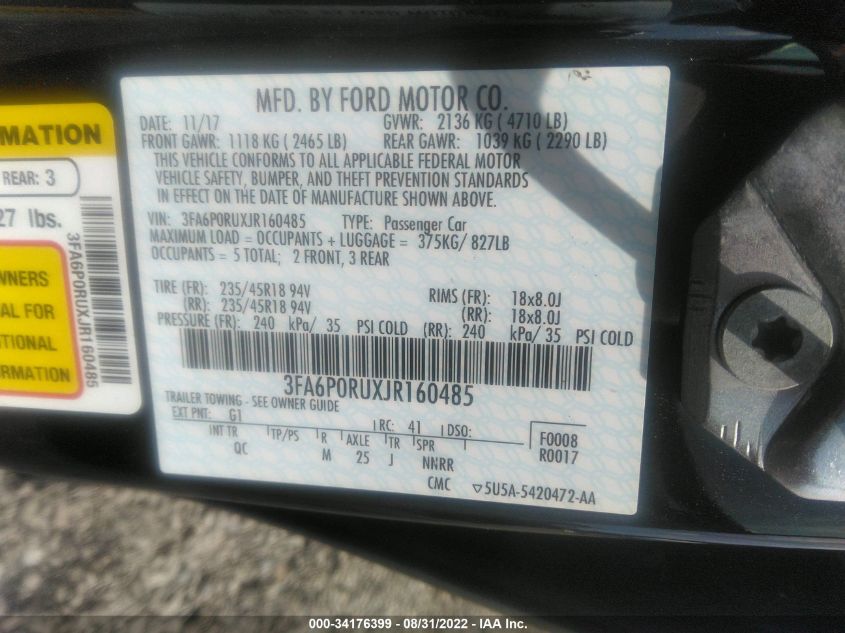 MFD. BY FORD MOTOR CO.
DATE: 11/17 GVWR: 2136 KG ( 4710 LB)
FRONT GAWR: 1118 KG ( 2465 LB) REAR GAWR: 1039 KG ( 2290 LB)
THIS VEHICLE CONFORMS TO ALL APPLICABLE FEDERAL MOTOR
VEHICLE SAFETY, BUMPER, AND THEFT PREVENTION STANDARDS
IN EFFECT ON THE DATE OF MANUFACTURE SHOWN ABOVE.
VIN: 3FA6P0RUXJR160485 TYPE: Passenger Car
MAXIMUM LOAD = OCCUPANTS + LUGGAGE = 375KG/ 827LB
OCCUPANTS = 5 TOTAL; 2 FRONT, 3 REAR
TIRE (FR): 235/45R18 94V RIMS (FR): 18x8.0J
(RR): 235/45R18 94V (RR): 18x8.0J
PRESSURE (FR): 240 kPa/ 35 PSI COLD (RR): 240 kPa/ 35 PSI COLD
3FA6P0RUXJR160485
TRAILER TOWING - SEE OWNER GUIDE
EXT PNT: G1 RC: 41 DSO: F0008
INT TR TP/PS R AXLE TR SPR R0017
QC M 25 J NNRR
CMC ▽5U5A-5420472-AA
RMATION
REAR: 3
27 lbs.
WNERS
AL FOR
TIONAL
ORMATION
3FA6P0RUXJR160485
000-34176399 - 08/31/2022 - IAA Inc.